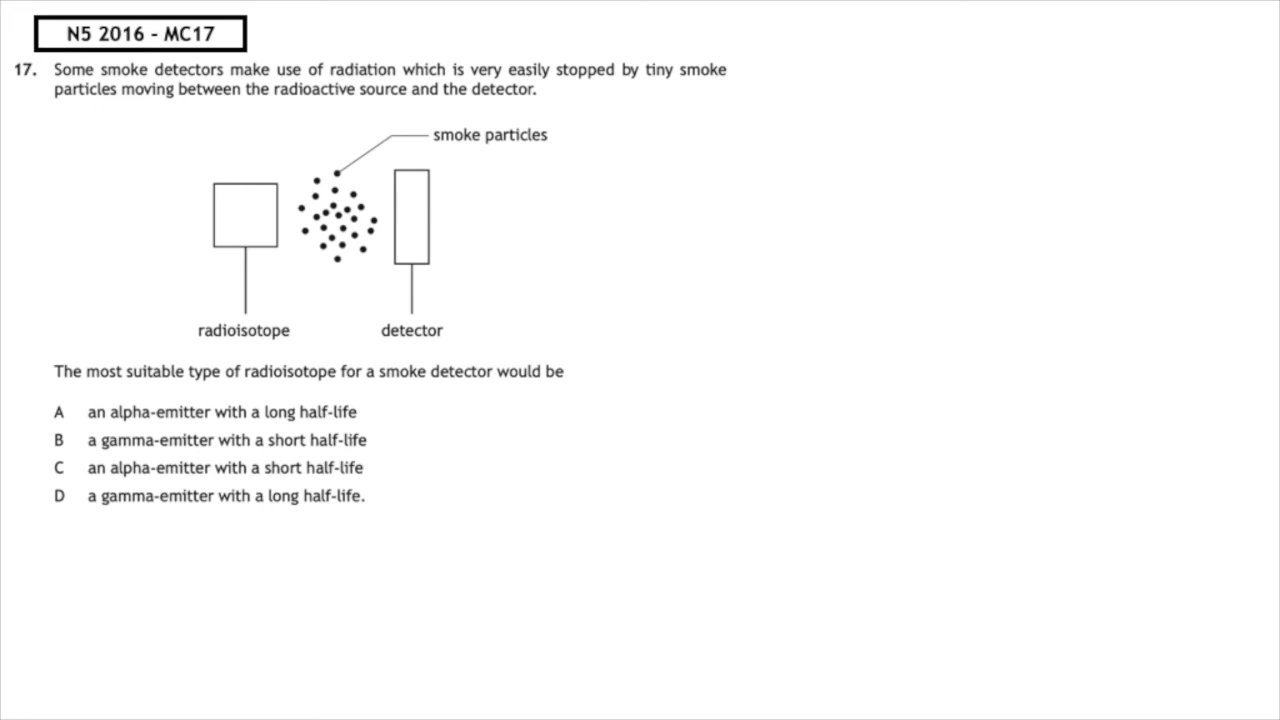 N5 2016 - MC17
17. Some smoke detectors make use of radiation which is very easily stopped by tiny smoke
particles moving between the radioactive source and the detector.
smoke particles
radioisotope
detector
The most suitable type of radioisotope for a smoke detector would be
A an alpha-emitter with a long half-life
B a gamma-emitter with a short half-life
C an alpha-emitter with a short half-life
D a gamma-emitter with a long half-life.